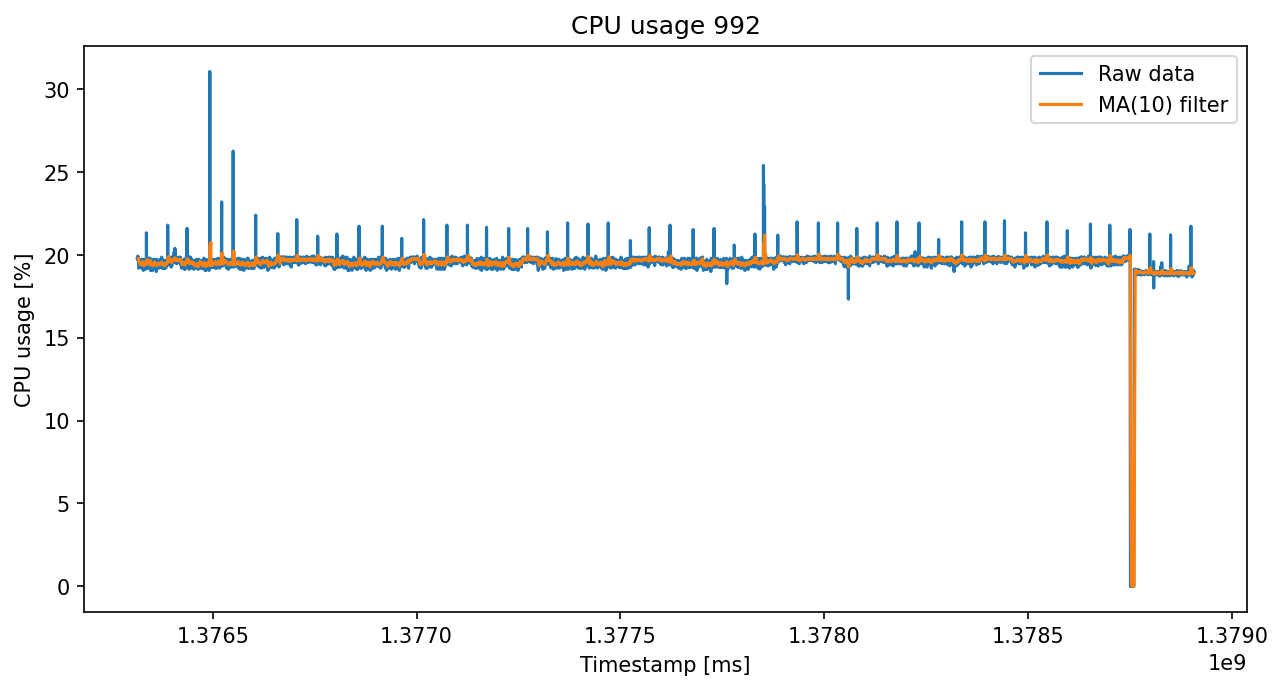 CPU usage 992
Raw data
MA(10) filter
CPU usage [%]
30
25
20
15
10
5
0
1.3765 1.3770 1.3775 1.3780 1.3785 1.3790
1e9
Timestamp [ms]